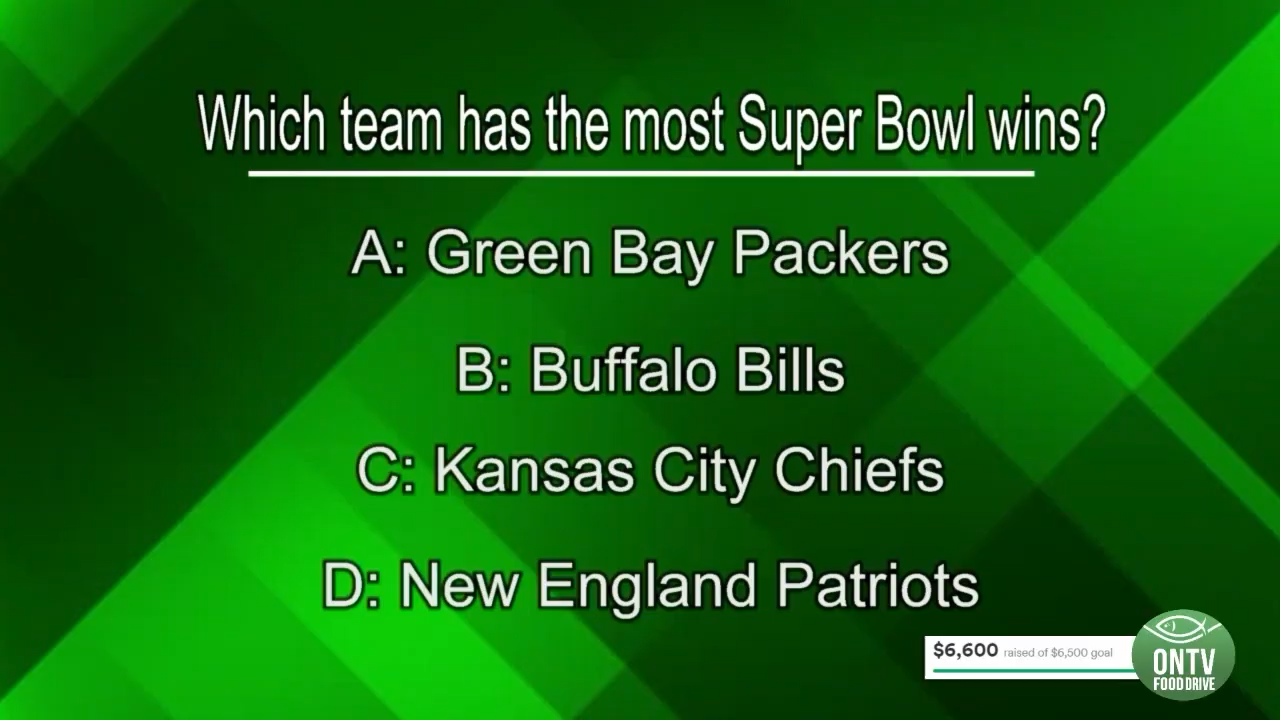 Which team has the most Super Bowl wins?
A: Green Bay Packers
B: Buffalo Bills
C: Kansas City Chiefs
D: New England Patriots
$6,600 raised of $6,500 goal
ONTV
FOOD DRIVE